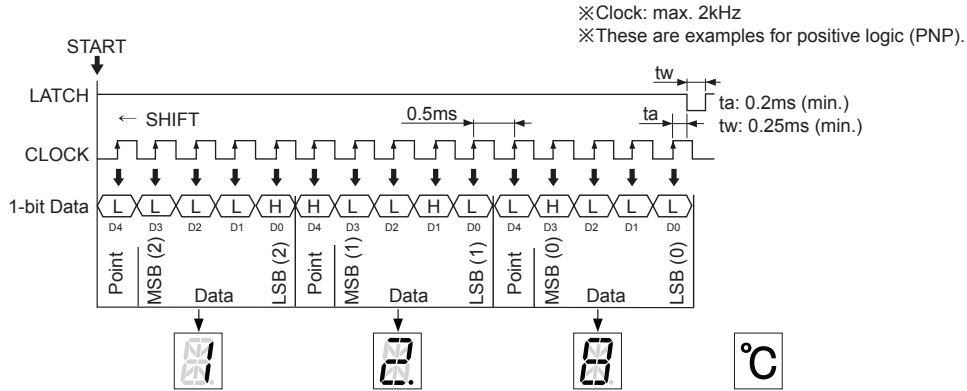 ※Clock: max. 2kHz
※These are examples for positive logic (PNP).
START
tw
LATCH
ta: 0.2ms (min.)
← SHIFT
0.5ms
ta
tw: 0.25ms (min.)
CLOCK
1-bit Data L L L L H H L L H L L H L L L
D4 D3 D2 D1 D0 D4 D3 D2 D1 D0 D4 D3 D2 D1 D0
Point MSB (2) Data LSB (2) Point MSB (1) Data LSB (1) Point MSB (0) Data LSB (0)
1 2. 8 °C